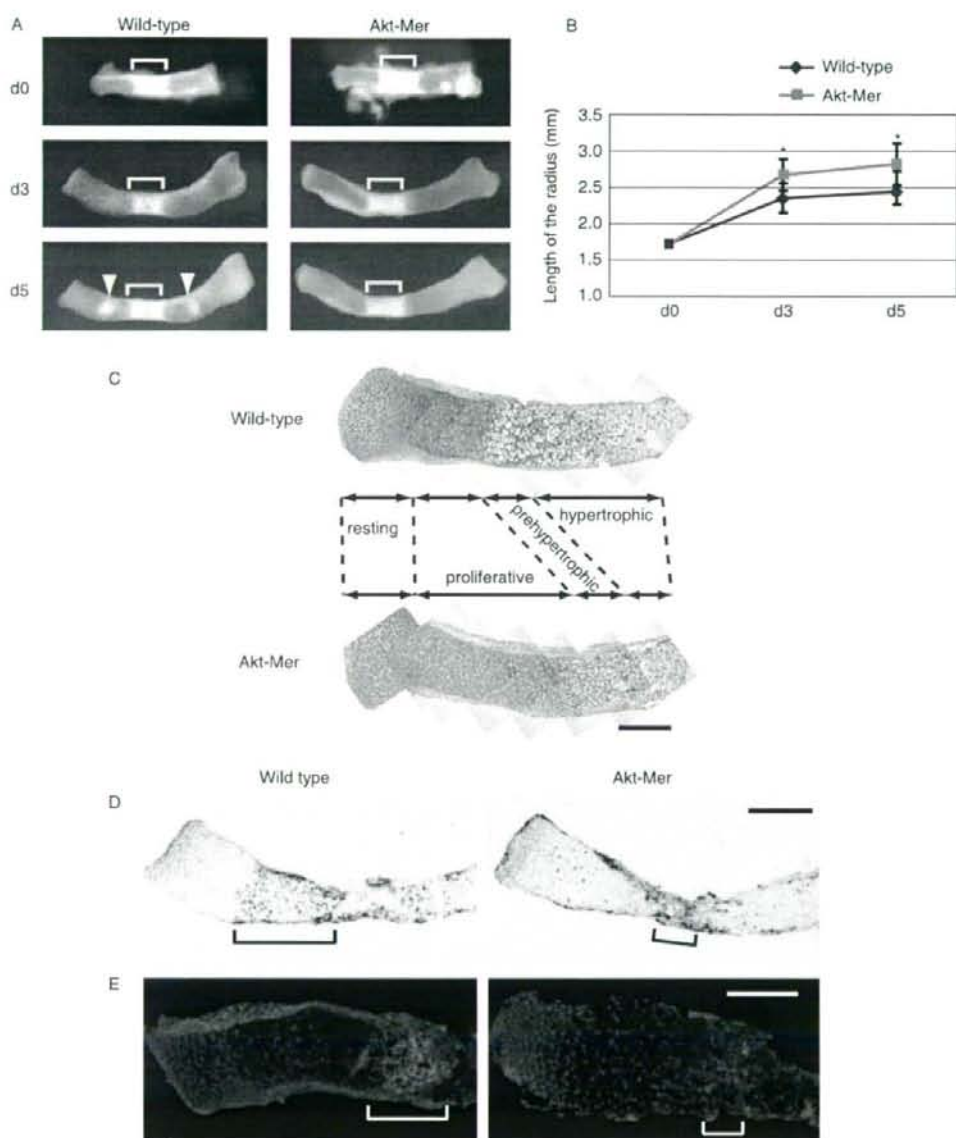 A
Wild-type
Akt-Mer
d0
d3
d5
B
Wild-type
Akt-Mer
Length of the radius (mm)
3.5
3.0
2.5
2.0
1.5
1.0
d0
d3
d5
*
*
C
Wild-type
resting
proliferative
prehypertrophic
hypertrophic
Akt-Mer
Wild type
Akt-Mer
D
E